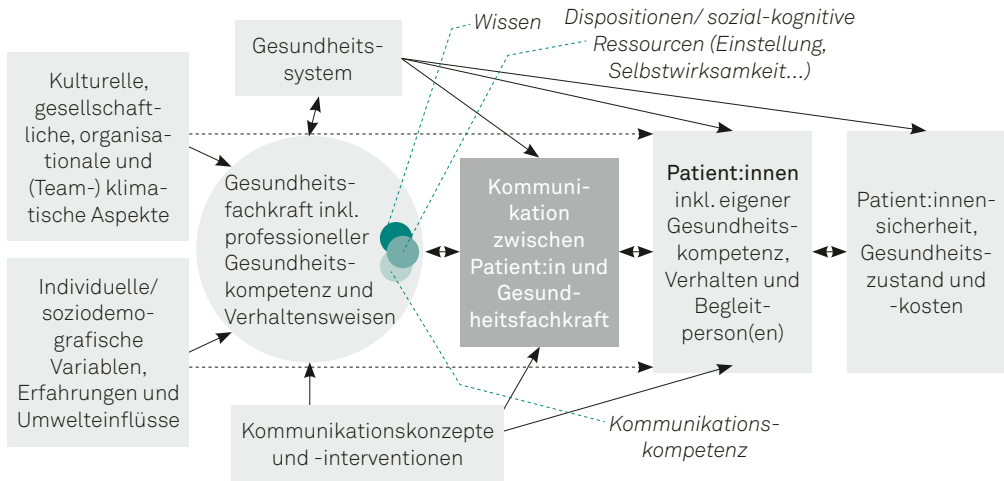 Wissen
Dispositionen/ sozial-kognitive
Ressourcen (Einstellung,
Selbstwirksamkeit...)
Gesundheits-
system
Kulturelle,
gesellschaft-
liche, organisa-
tionale und
(Team-) klima-
tische Aspekte
Gesundheits-
fachkraft inkl.
professioneller
Gesundheits-
kompetenz und
Verhaltensweisen
Kommuni-
kation
zwischen
Patient:in und
Gesund-
heitsfachkraft
Patient:innen
inkl. eigener
Gesundheits-
kompetenz,
Verhalten und
Begleit-
person(en)
Patient:innen-
sicherheit,
Gesundheits-
zustand und
-kosten
Individuelle/
soziodemo-
grafische
Variablen,
Erfahrungen und
Umwelteinflüsse
Kommunikationskonzepte
und -interventionen
Kommunikations-
kompetenz